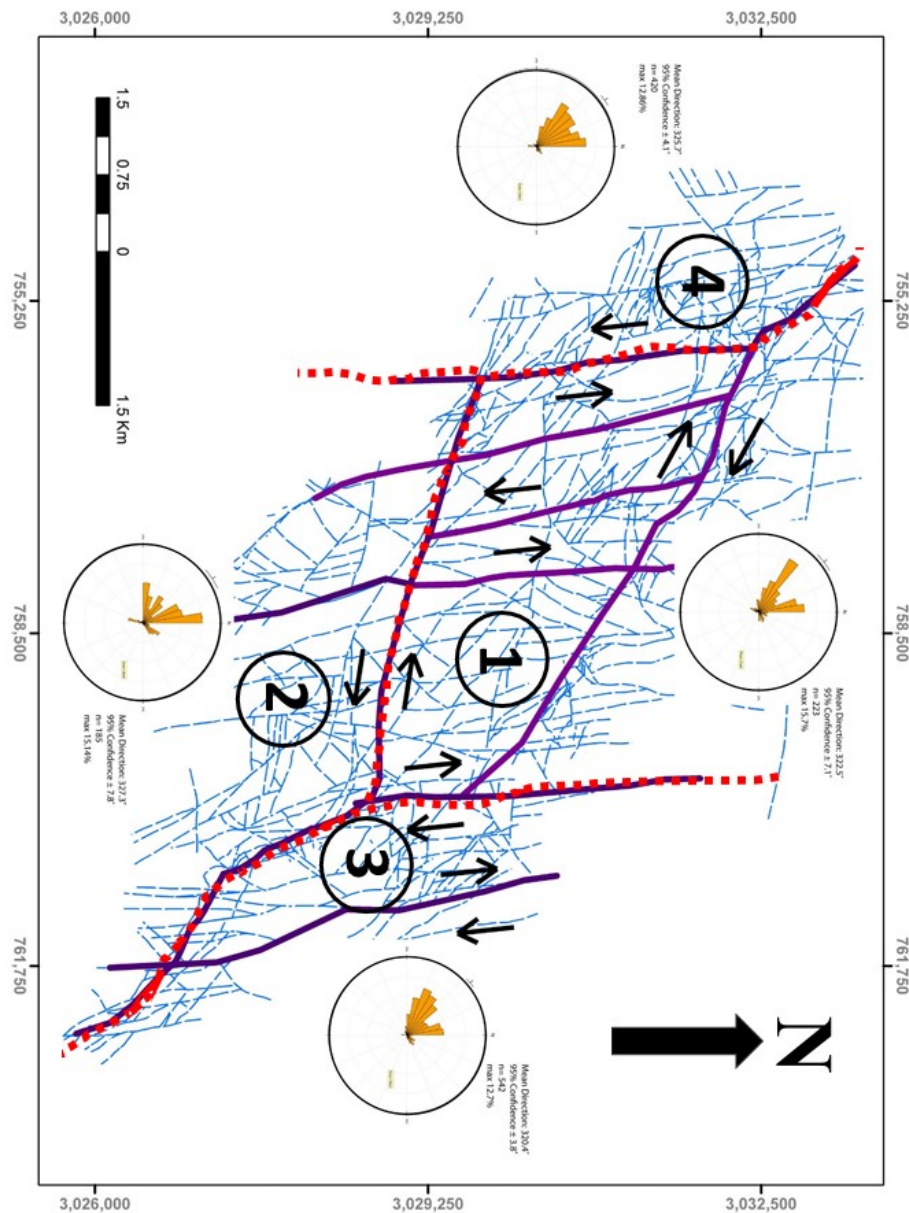 3,026,000
3,029,250
3,032,500
755,250
758,500
761,750
755,250
758,500
761,750
3,026,000
3,029,250
3,032,500
1.5
0.75
0
1.5 Km
N
1
2
3
4
Mean Direction: 325.7°
95% Confidence ± 4.1°
n= 420
max 12.86%
N
Mean Direction: 322.5°
95% Confidence ± 7.1°
n= 223
max 15.7%
N
Mean Direction: 327.3°
95% Confidence ± 7.8°
n= 185
max 15.14%
N
Mean Direction: 320.4°
95% Confidence ± 3.8°
n= 542
max 12.7%
N